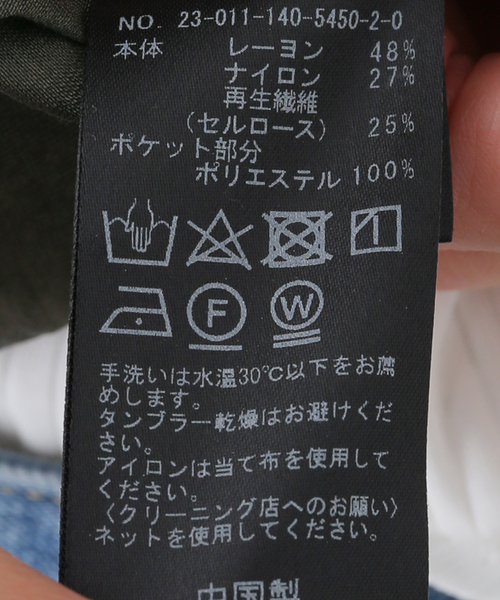 NO. 23-011-140-5450-2-0
本体 レーヨン 48%
ナイロン 27%
再生繊維
(セルロース) 25%
ポケット部分
ポリエステル 100%
F W
手洗いは水温30℃以下をお薦
めします。
タンブラー乾燥はお避けくだ
さい。
アイロンは当て布を使用して
ください。
〈クリーニング店へのお願い〉
ネットを使用してください。
中国製